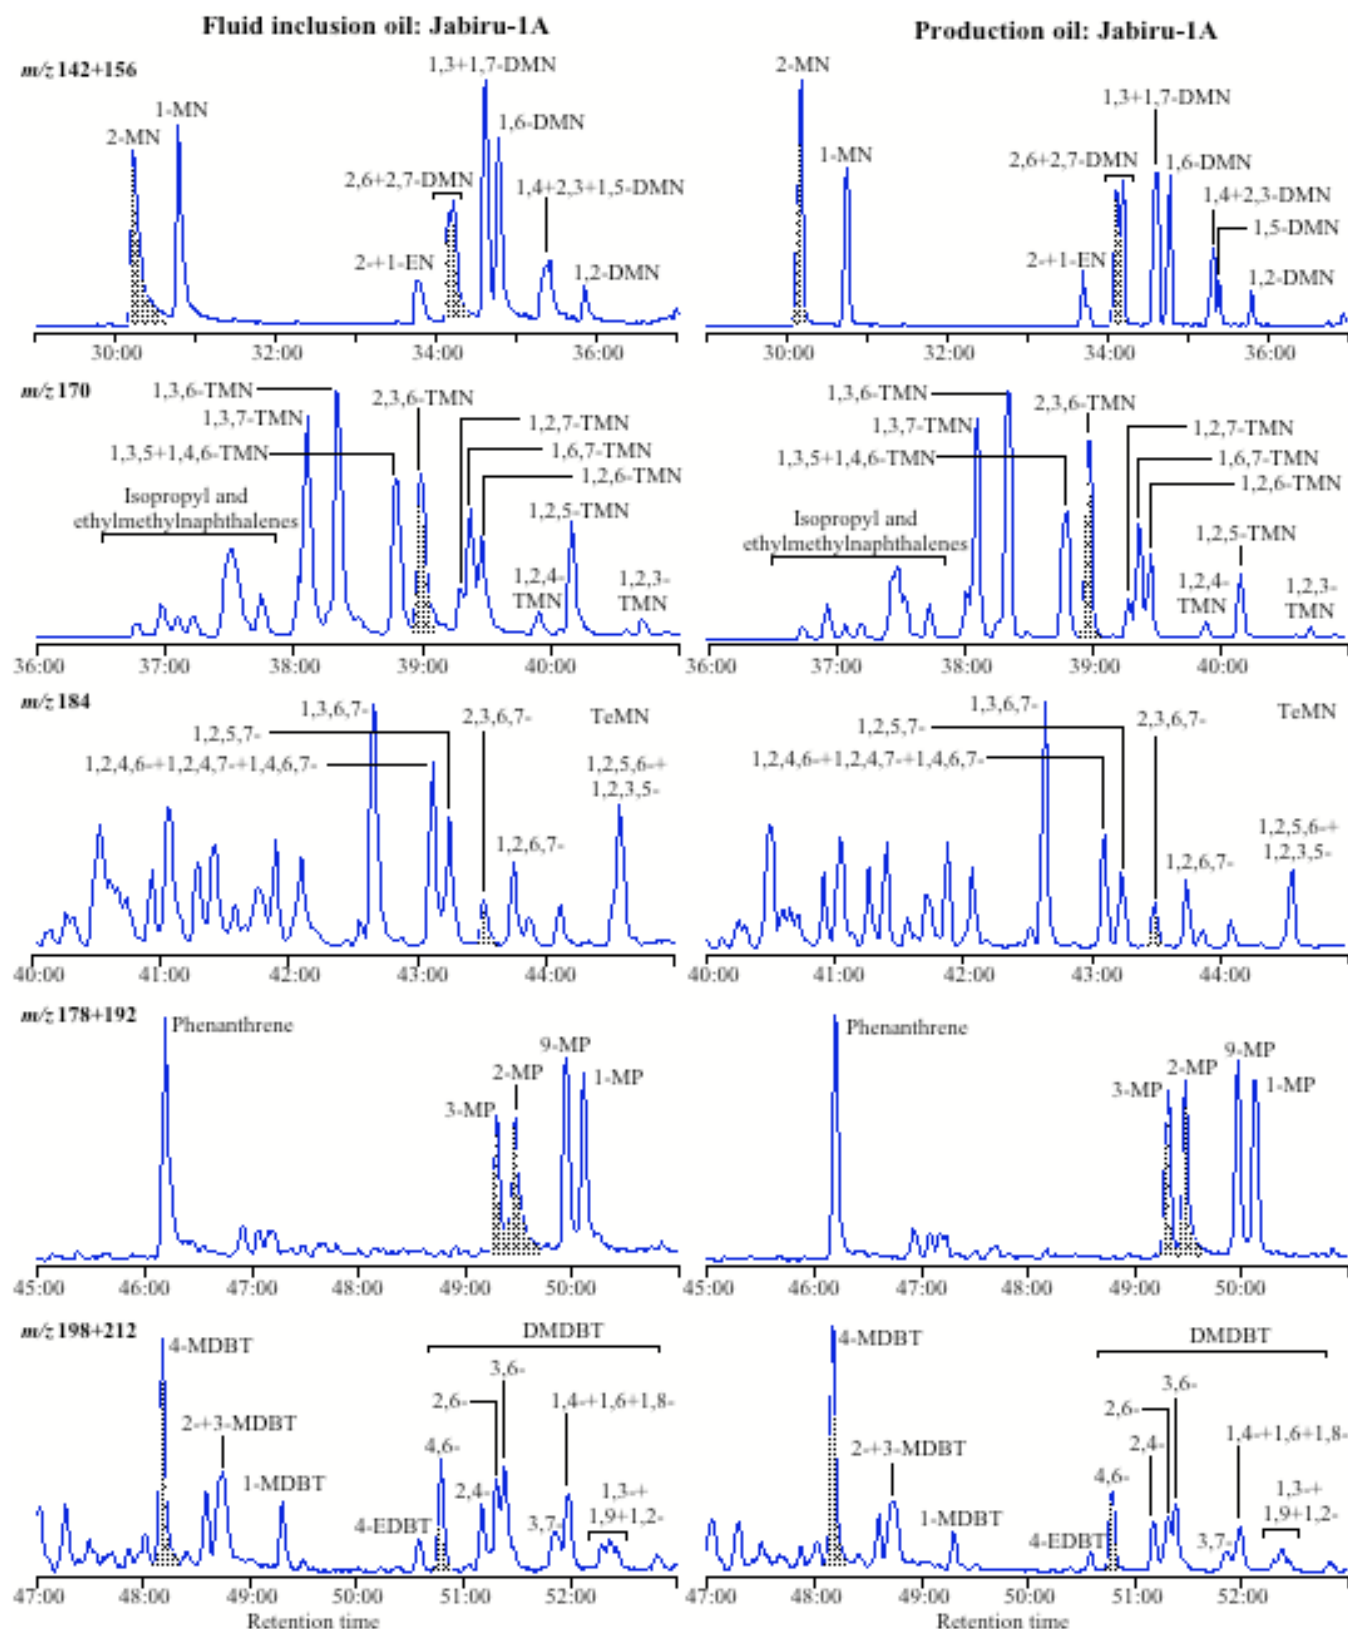 Fluid inclusion oil: Jabiru-1A
Production oil: Jabiru-1A
m/z 142+156
2-MN
1-MN
2-+1-EN
2,6+2,7-DMN
1,3+1,7-DMN
1,6-DMN
1,4+2,3+1,5-DMN
1,2-DMN
30:00 32:00 34:00 36:00
2-MN
1-MN
2-+1-EN
2,6+2,7-DMN
1,3+1,7-DMN
1,6-DMN
1,4+2,3-DMN
1,5-DMN
1,2-DMN
30:00 32:00 34:00 36:00
m/z 170
1,3,6-TMN
1,3,7-TMN
1,3,5+1,4,6-TMN
Isopropyl and
ethylmethylnaphthalenes
2,3,6-TMN
1,2,7-TMN
1,6,7-TMN
1,2,6-TMN
1,2,5-TMN
1,2,4-
TMN
1,2,3-
TMN
36:00 37:00 38:00 39:00 40:00
1,3,6-TMN
1,3,7-TMN
1,3,5+1,4,6-TMN
Isopropyl and
ethylmethylnaphthalenes
2,3,6-TMN
1,2,7-TMN
1,6,7-TMN
1,2,6-TMN
1,2,5-TMN
1,2,4-
TMN
1,2,3-
TMN
36:00 37:00 38:00 39:00 40:00
m/z 184
1,3,6,7-
1,2,5,7-
1,2,4,6-+1,2,4,7-+1,4,6,7-
2,3,6,7-
TeMN
1,2,6,7-
1,2,5,6-+
1,2,3,5-
40:00 41:00 42:00 43:00 44:00
1,3,6,7-
1,2,5,7-
1,2,4,6-+1,2,4,7-+1,4,6,7-
2,3,6,7-
TeMN
1,2,6,7-
1,2,5,6-+
1,2,3,5-
40:00 41:00 42:00 43:00 44:00
m/z 178+192
Phenanthrene
3-MP
2-MP
9-MP
1-MP
45:00 46:00 47:00 48:00 49:00 50:00
Phenanthrene
3-MP
2-MP
9-MP
1-MP
45:00 46:00 47:00 48:00 49:00 50:00
m/z 198+212
4-MDBT
2-+3-MDBT
1-MDBT
4-EDBT
DMDBT
4,6-
2,4-
2,6-
3,6-
3,7-
1,4-+1,6+1,8-
1,3-+
1,9+1,2-
47:00 48:00 49:00 50:00 51:00 52:00
Retention time
4-MDBT
2-+3-MDBT
1-MDBT
4-EDBT
DMDBT
4,6-
2,4-
2,6-
3,6-
3,7-
1,4-+1,6+1,8-
1,3-+
1,9+1,2-
47:00 48:00 49:00 50:00 51:00 52:00
Retention time